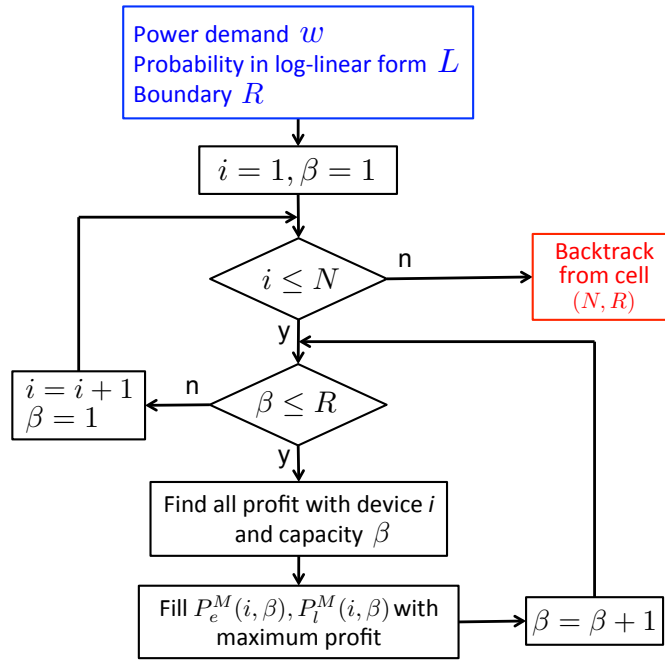 Power demand w
Probability in log-linear form L
Boundary R
i = 1, β = 1
i ≤ N
n
Backtrack
from cell
(N, R)
y
i = i + 1
β = 1
n
β ≤ R
y
Find all profit with device i
and capacity β
Fill P_e^M(i, β), P_l^M(i, β) with
maximum profit
β = β + 1